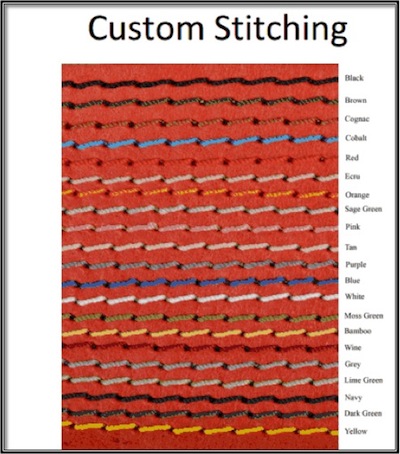 Custom Stitching
Black
Brown
Cognac
Cobalt
Red
Ecru
Orange
Sage Green
Pink
Tan
Purple
Blue
White
Moss Green
Bamboo
Wine
Grey
Lime Green
Navy
Dark Green
Yellow